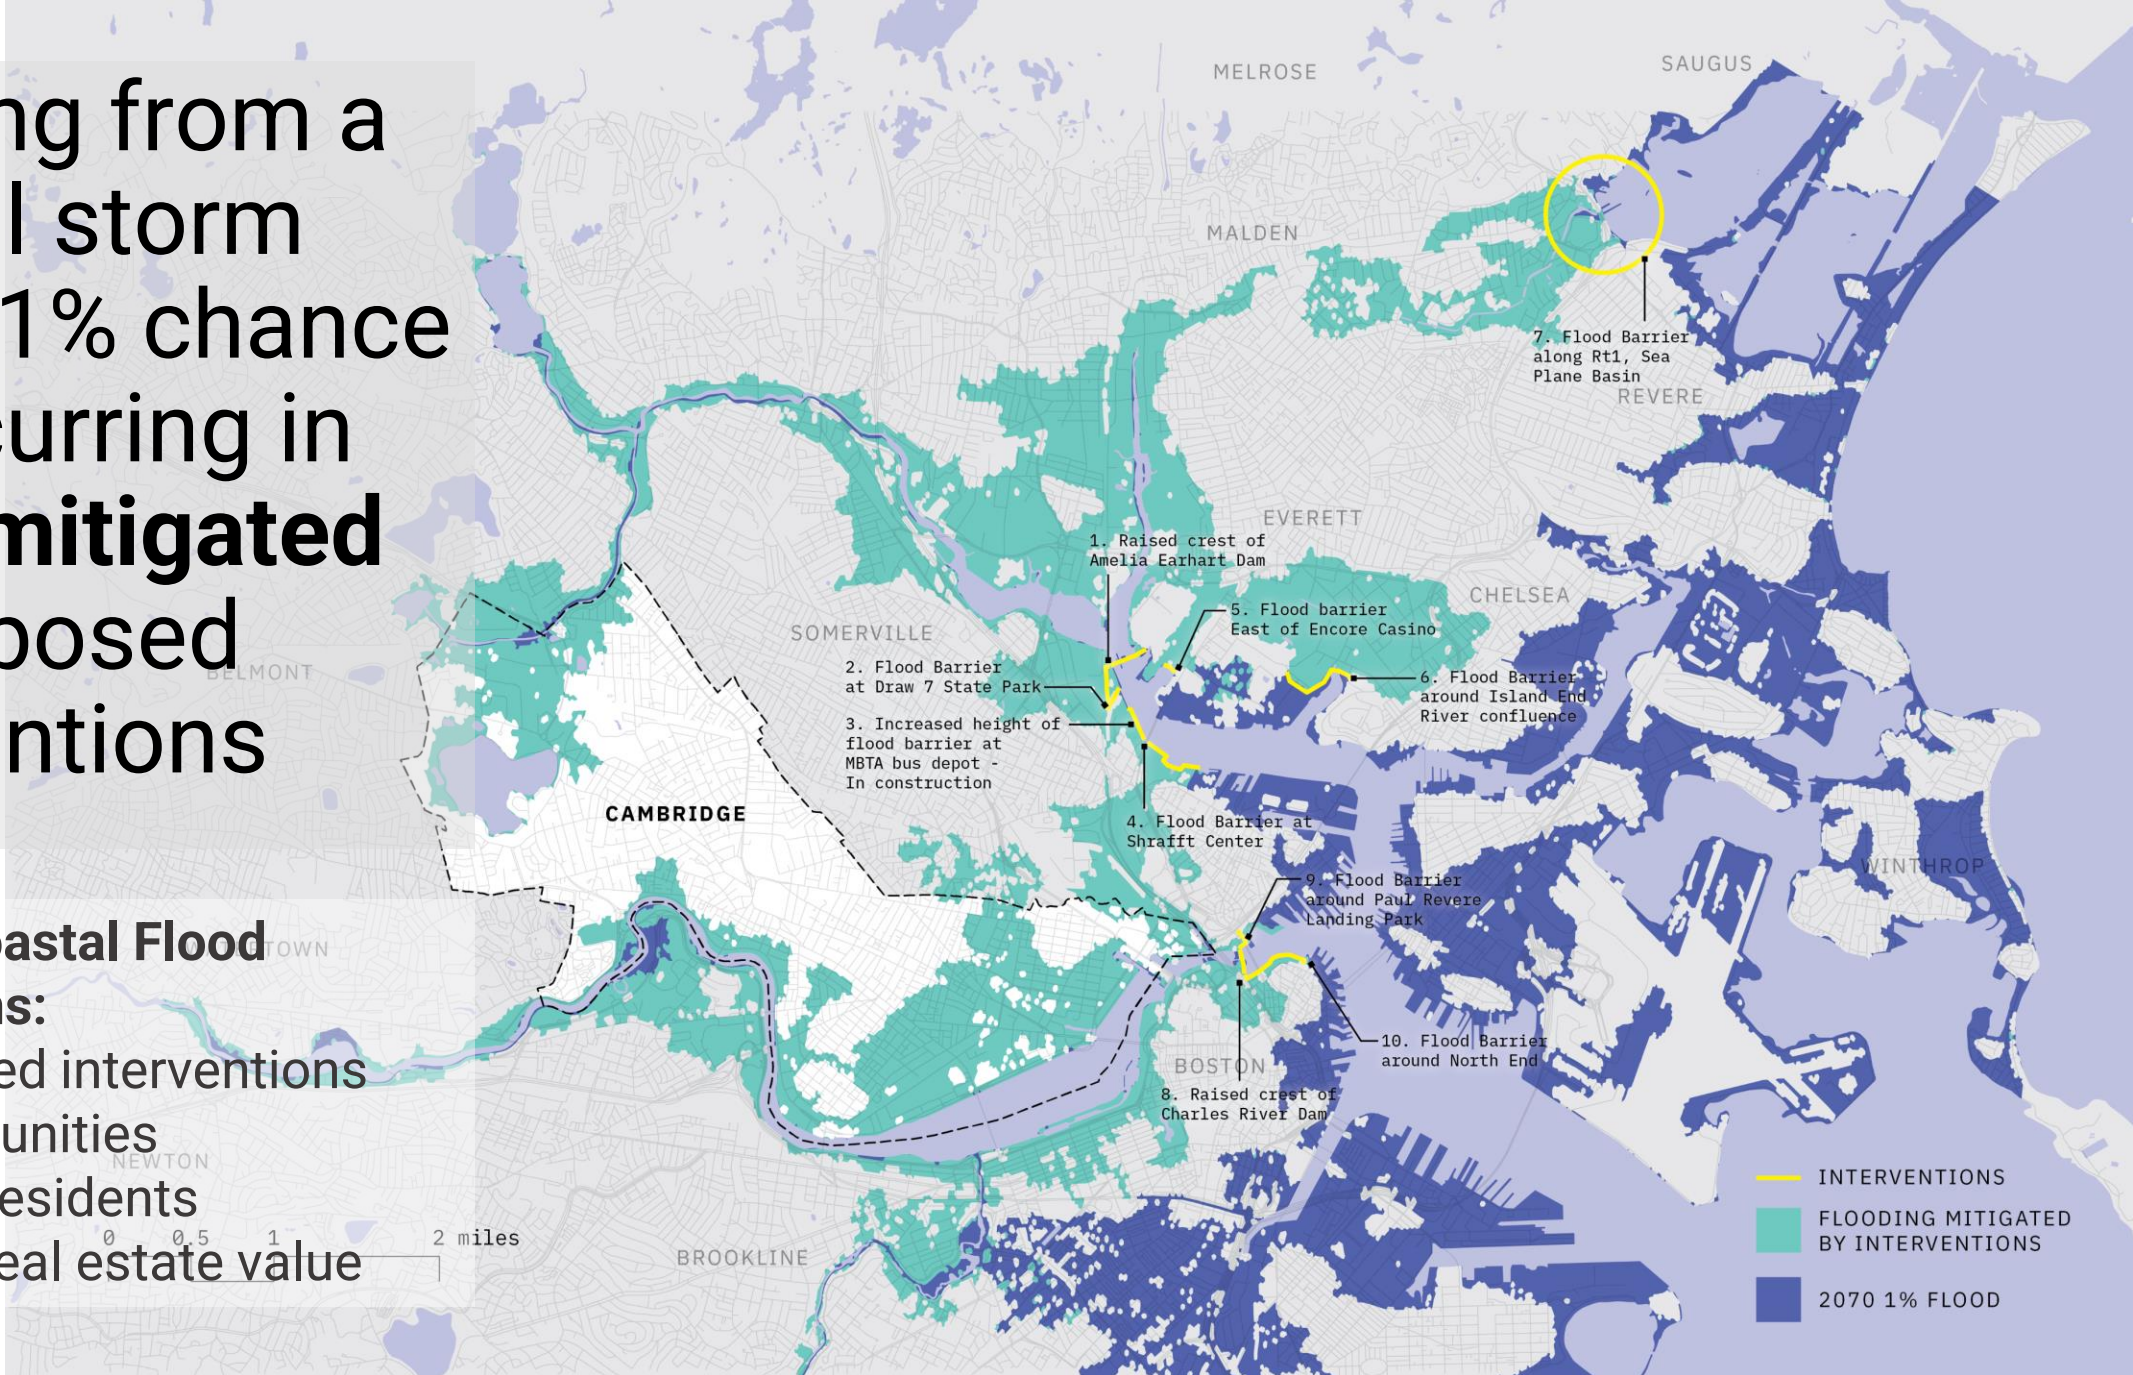 ng from a
l storm
1% chance
curring in
mitigated
posed
ntions
oastal Flood
ns:
ed interventions
unities
esidents
eal estate value
MELROSE
SAUGUS
MALDEN
7. Flood Barrier
along Rt1, Sea
Plane Basin
REVERE
EVERETT
1. Raised crest of
Amelia Earhart Dam
CHELSEA
5. Flood barrier
East of Encore Casino
SOMERVILLE
2. Flood Barrier
at Draw 7 State Park
6. Flood Barrier
around Island End
River confluence
3. Increased height of
flood barrier at
MBTA bus depot -
In construction
BELMONT
CAMBRIDGE
4. Flood Barrier at
Shrafft Center
WINTHROP
9. Flood Barrier
around Paul Revere
Landing Park
TOWN
10. Flood Barrier
around North End
BOSTON
8. Raised crest of
Charles River Dam
NEWTON
0 0.5 1 2 miles
BROOKLINE
INTERVENTIONS
FLOODING MITIGATED
BY INTERVENTIONS
2070 1% FLOOD